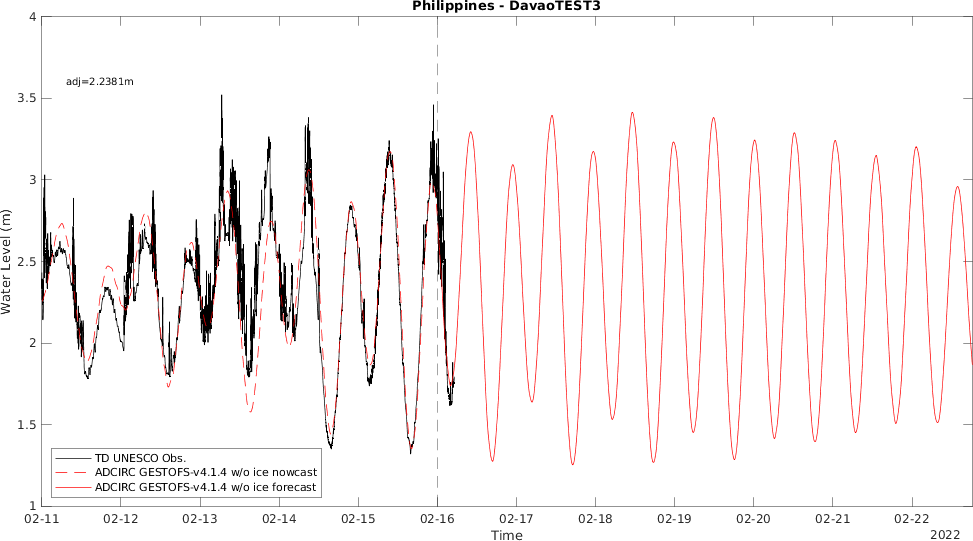 Philippines - DavaoTEST3
4
3.5
3
2.5
2
1.5
1
Water Level (m)
adj=2.2381m
TD UNESCO Obs.
ADCIRC GESTOFS-v4.1.4 w/o ice nowcast
ADCIRC GESTOFS-v4.1.4 w/o ice forecast
02-11 02-12 02-13 02-14 02-15 02-16 02-17 02-18 02-19 02-20 02-21 02-22
Time
2022